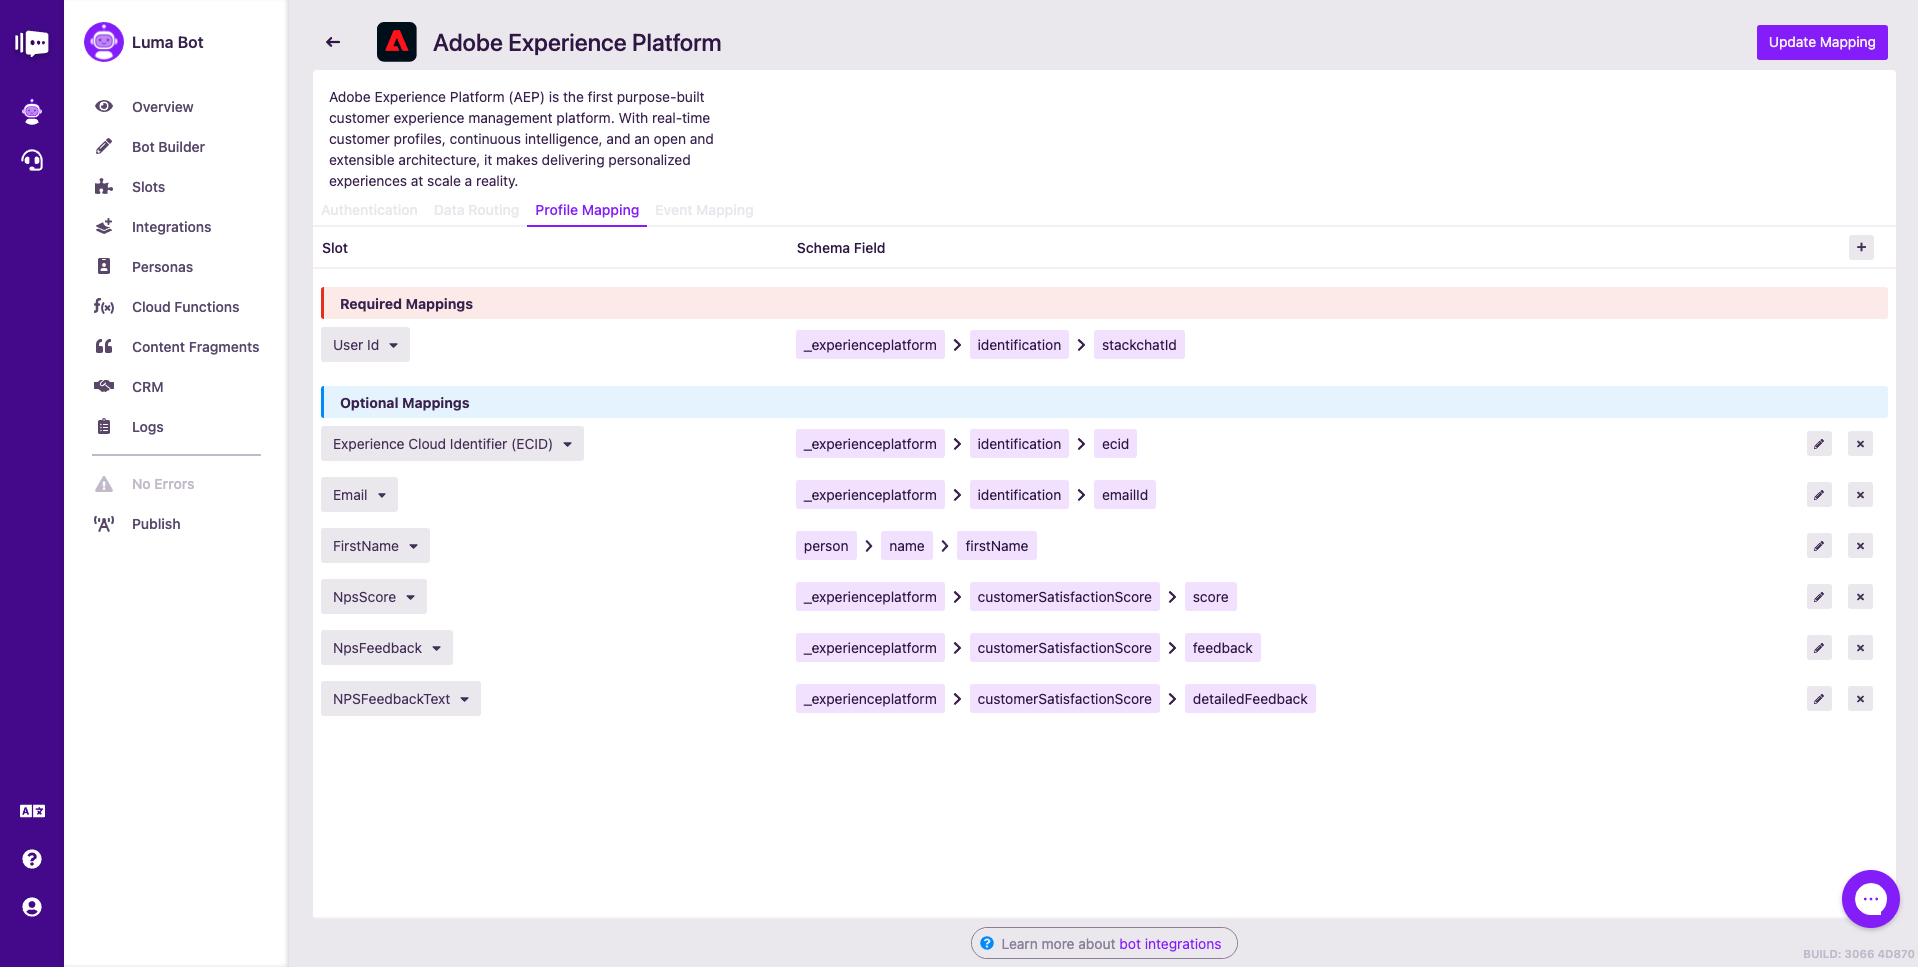 Luma Bot
Overview
Bot Builder
Slots
Integrations
Personas
Cloud Functions
Content Fragments
CRM
Logs
No Errors
Publish
Adobe Experience Platform
Update Mapping
Adobe Experience Platform (AEP) is the first purpose-built
customer experience management platform. With real-time
customer profiles, continuous intelligence, and an open and
extensible architecture, it makes delivering personalized
experiences at scale a reality.
Authentication Data Routing Profile Mapping Event Mapping
Slot Schema Field +
Required Mappings
User Id _experienceplatform identification stackchatId
Optional Mappings
Experience Cloud Identifier (ECID) _experienceplatform identification ecid
Email _experienceplatform identification emailId
FirstName person name firstName
NpsScore _experienceplatform customerSatisfactionScore score
NpsFeedback _experienceplatform customerSatisfactionScore feedback
NPSFeedbackText _experienceplatform customerSatisfactionScore detailedFeedback
Learn more about bot integrations
BUILD: 3066 4D870